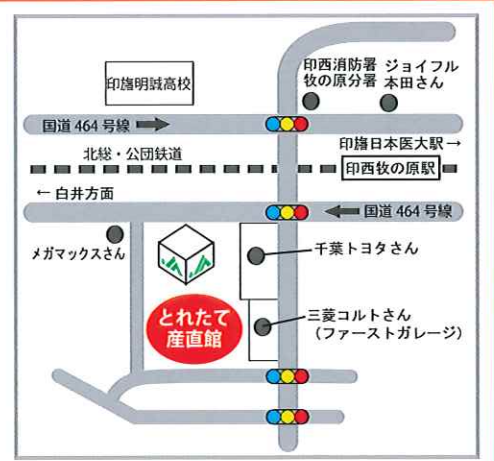 印西消防署
牧の原分署
ジョイフル
本田さん
印旛明誠高校
国道464号線
印旛日本医大駅→
北総・公団鉄道
印西牧の原駅
←白井方面
国道464号線
メガマックスさん
千葉トヨタさん
とれたて
産直館
三菱コルトさん
（ファーストガレージ）